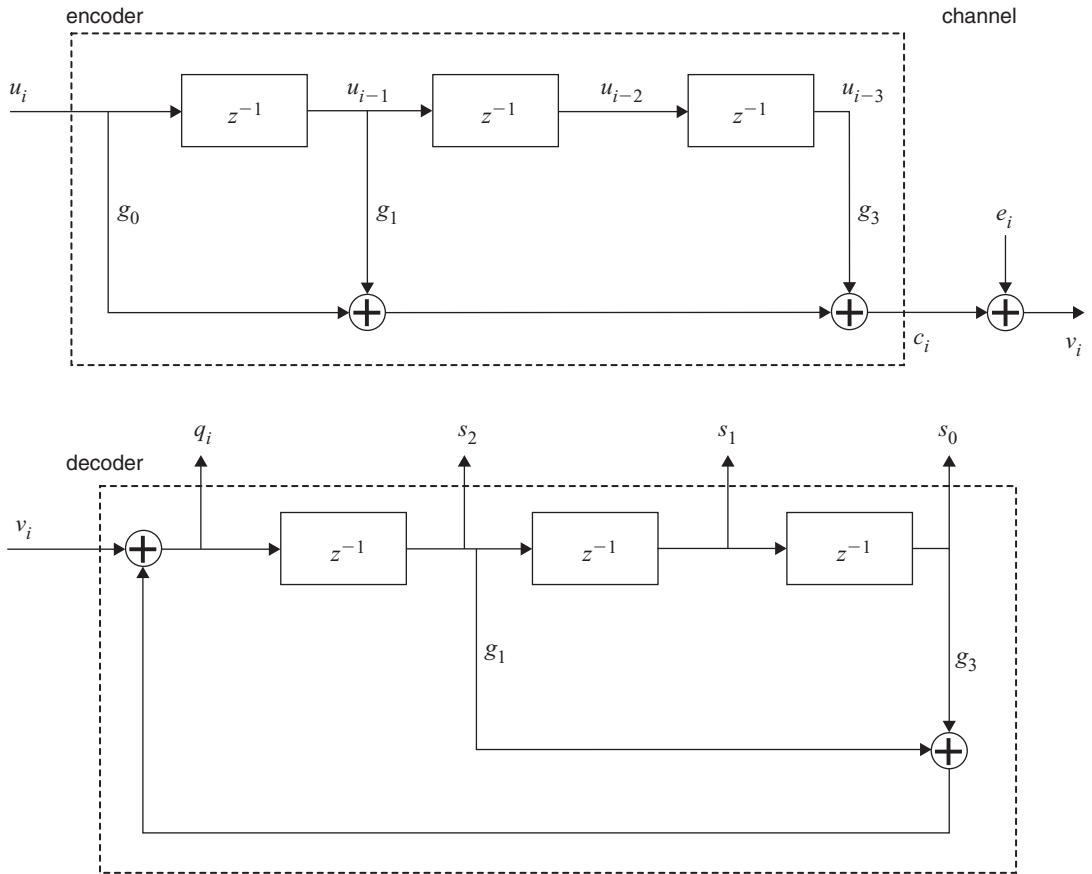 encoder
channel
u_i
z^{-1}
u_{i-1}
z^{-1}
u_{i-2}
z^{-1}
u_{i-3}
g_0
g_1
g_3
e_i
c_i
v_i
q_i
s_2
s_1
s_0
decoder
v_i
z^{-1}
z^{-1}
z^{-1}
g_1
g_3